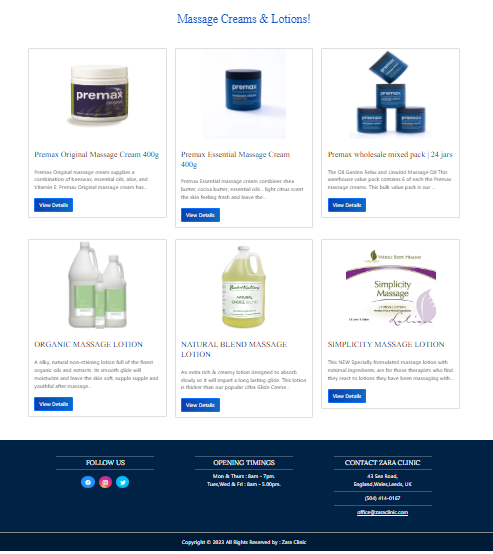 Massage Creams & Lotions!
premax
premax
premax
premax
Premax Original Massage Cream 400g
Premax Original massage cream supplies a
combination of beeswax, essential oils, aloe, and
Vitamin E. Premax Original massage cream has...
View Details
Premax Essential Massage Cream
400g
Premax Essential massage cream combines shea
butter, cocoa butter, essential oils... light citrus scent
the skin feeling fresh and leave the...
View Details
Premax wholesale mixed pack | 24 jars
The Oil Garden Relax and Unwind Massage Oil This
warehouse value pack contains 6 of each the Premax
massage creams. This bulk value pack is our ...
View Details
ORGANIC MASSAGE LOTION
A silky, natural non-staining lotion full of the finest
organic oils and extracts. Its smooth glide will
moisturize and leave the skin soft, supple supple and
youthful after massage...
View Details
NATURAL
NATURAL BLEND MASSAGE
LOTION
An extra rich & creamy lotion designed to absorb
slowly so it will impart a long lasting glide. This lotion
is thicker than our popular Ultra Glide Creme...
View Details
WHOLE BODY HEALING
Simplicity
Massage
Lotion
SIMPLICITY MASSAGE LOTION
This NEW Specially formulated massage lotion with
minimal ingredients, are for those therapists who find
they react to lotions they have been massaging with...
View Details
FOLLOW US
OPENING TIMINGS
Mon & Thurs : 8am - 7pm.
Tues,Wed & Fri : 8am - 5.00pm.
CONTACT ZARA CLINIC
43 Sea Road,
England,Wales,Leeds, UK
(504) 414-0167
office@zaraclinic.com
Copyright © 2023 All Rights Reserved by : Zara Clinic